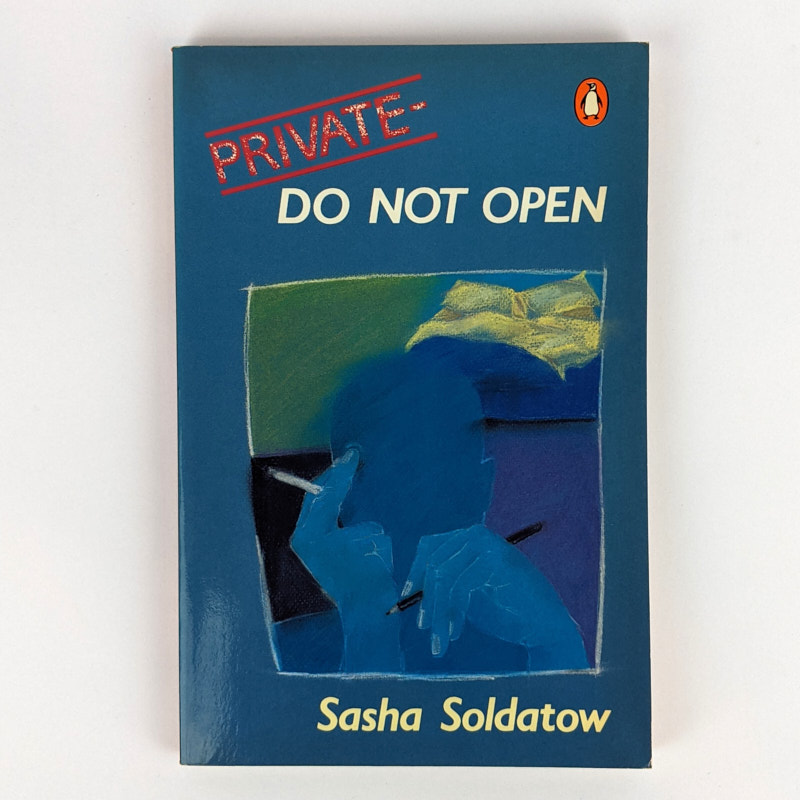 PRIVATE-
DO NOT OPEN
Sasha Soldatow